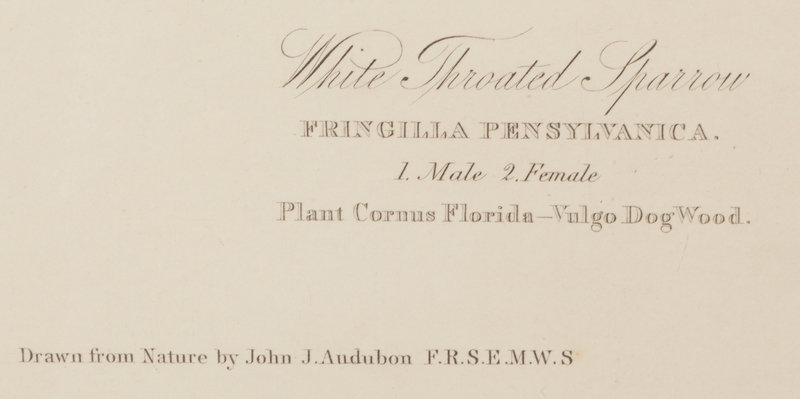 White Throated Sparrow
FRINGILLA PENSYLVANICA.
1. Male 2. Female
Plant Cornus Florida—Vulgo Dog Wood.
Drawn from Nature by John J. Audubon F.R.S.E.M.W.S